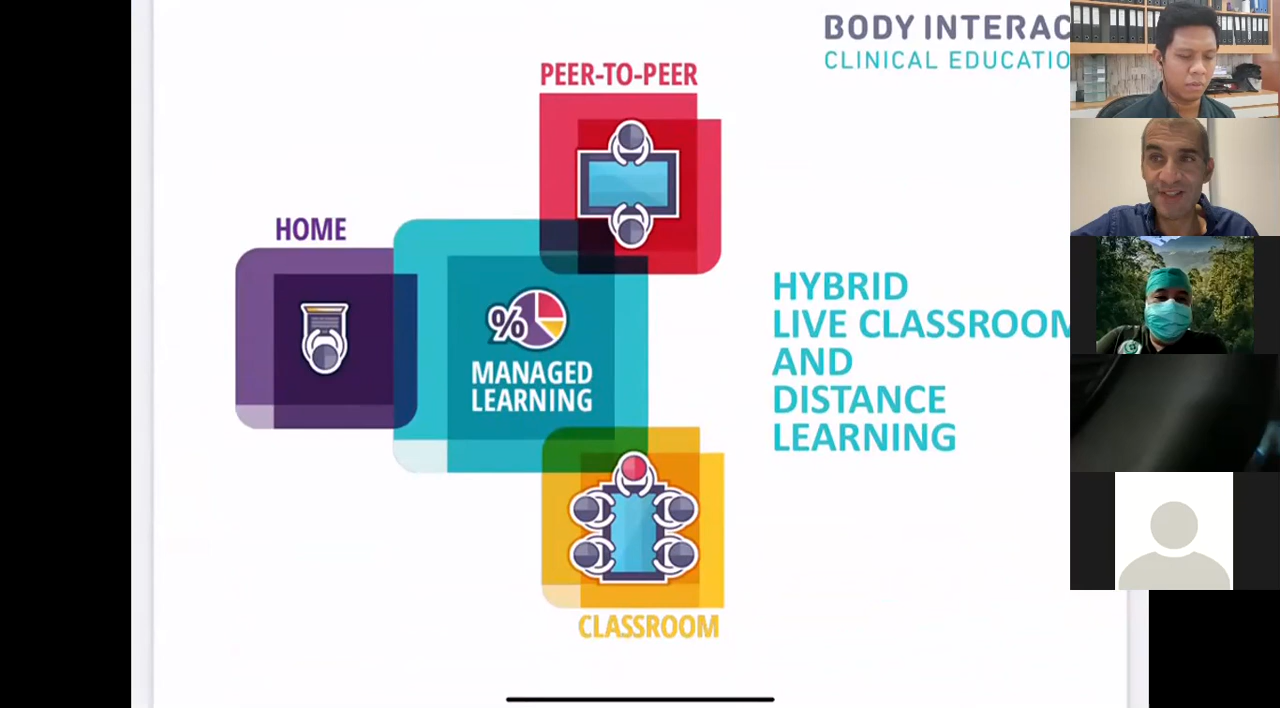 BODY INTERAC
CLINICAL EDUCATIO
PEER-TO-PEER
HOME
%
MANAGED
LEARNING
HYBRID
LIVE CLASSROOM
AND
DISTANCE
LEARNING
CLASSROOM